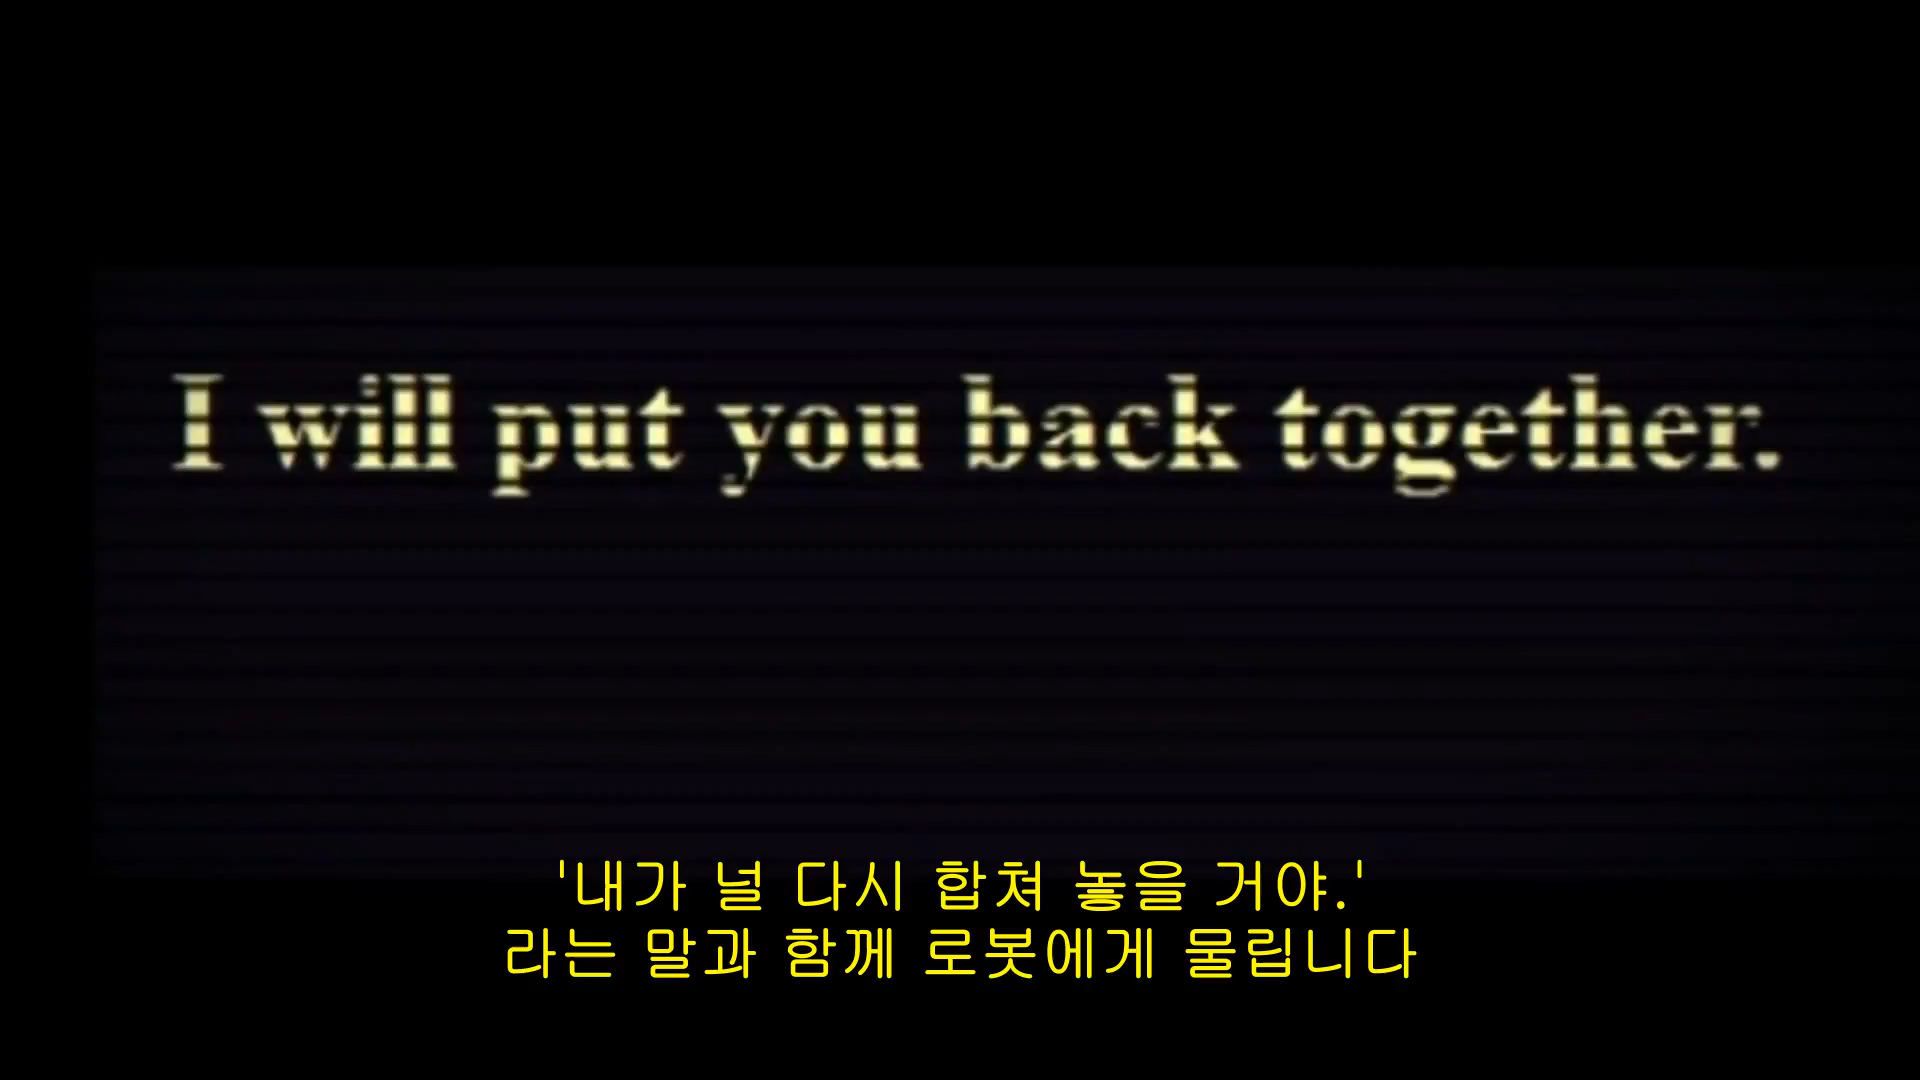 I will put you back together.
'내가 널 다시 합쳐 놓을 거야.'
라는 말과 함께 로봇에게 물립니다